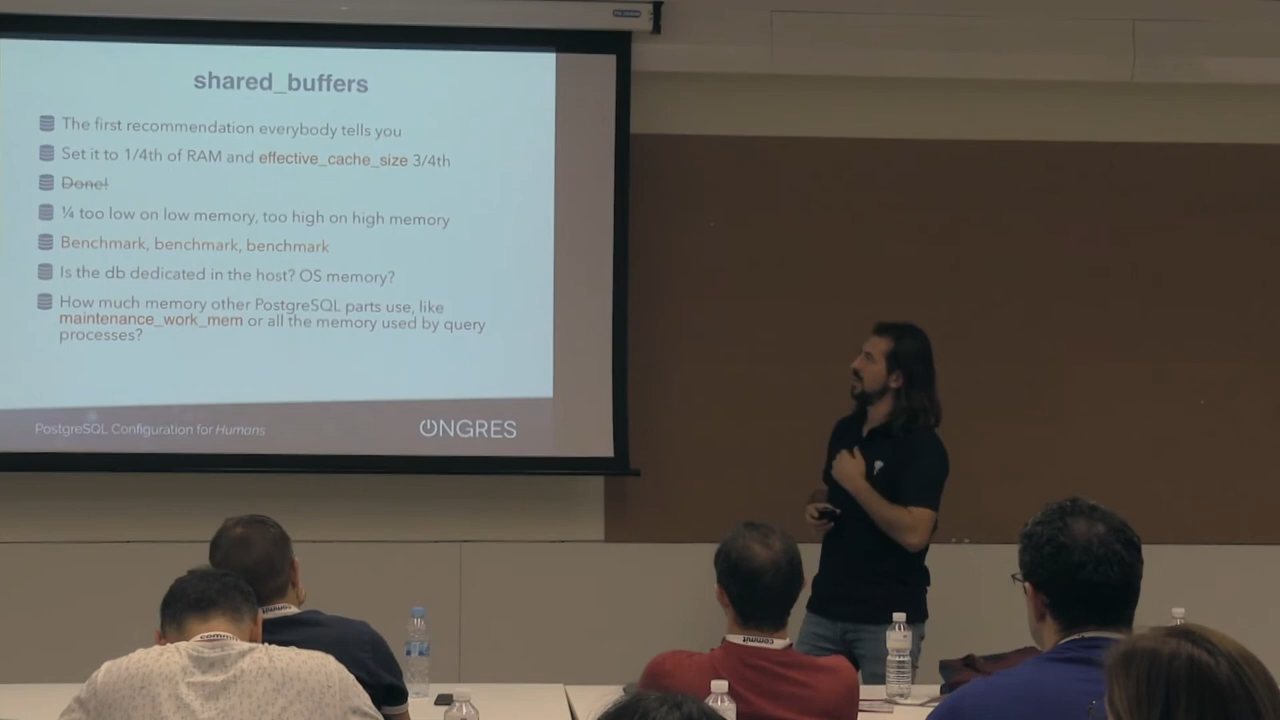 shared_buffers
The first recommendation everybody tells you
Set it to 1/4th of RAM and effective_cache_size 3/4th
Done!
¼ too low on low memory, too high on high memory
Benchmark, benchmark, benchmark
Is the db dedicated in the host? OS memory?
How much memory other PostgreSQL parts use, like
maintenance_work_mem or all the memory used by query
processes?
PostgreSQL Configuration for Humans
ONGRES
commit
commit
commit